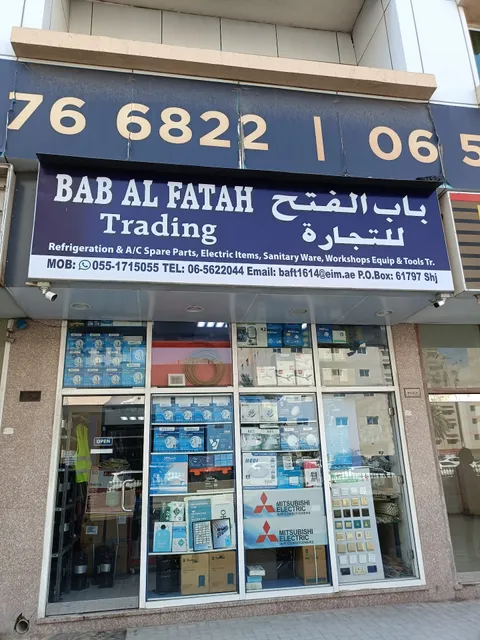 76 6822 | 06 5
BAB AL FATAH
Trading
باب الفتح
للتجارة
Refrigeration & A/C Spare Parts, Electric Items, Sanitary Ware, Workshops Equip & Tools Tr.
MOB: 055-1715055 TEL: 06-5622044 Email: baft1614@eim.ae P.O.Box: 61797 Shj
OPEN
MITSUBISHI
ELECTRIC
MITSUBISHI
ELECTRIC